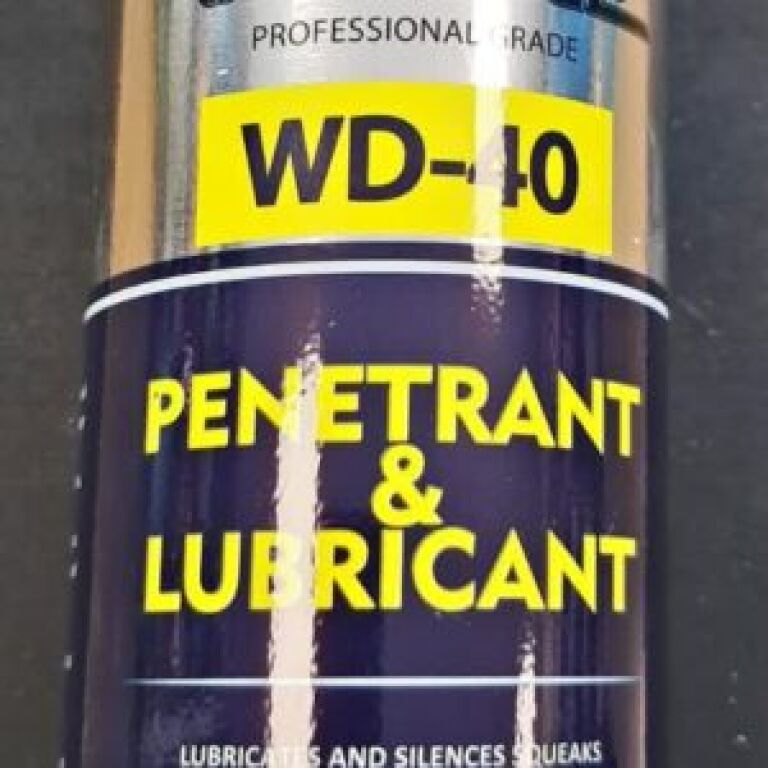 PROFESSIONAL GRADE
WD-40
PENETRANT
&
LUBRICANT
LUBRICATES AND SILENCES SQUEAKS